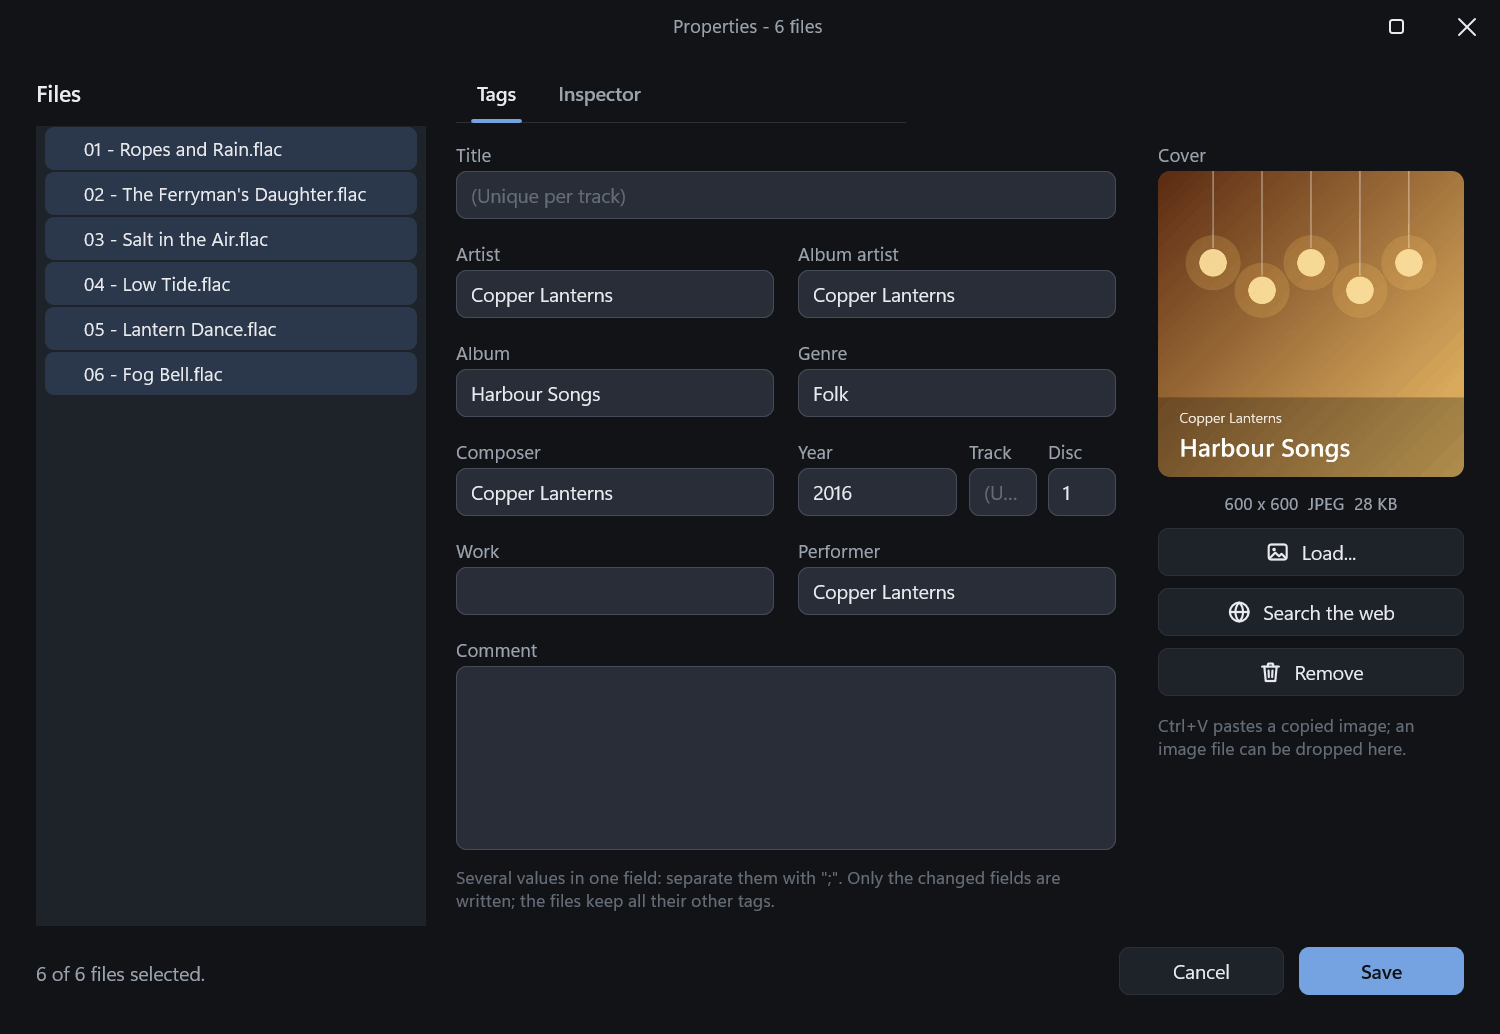 Properties - 6 files
Files
01 - Ropes and Rain.flac
02 - The Ferryman's Daughter.flac
03 - Salt in the Air.flac
04 - Low Tide.flac
05 - Lantern Dance.flac
06 - Fog Bell.flac
Tags
Inspector
Title
(Unique per track)
Artist
Copper Lanterns
Album artist
Copper Lanterns
Album
Harbour Songs
Genre
Folk
Composer
Copper Lanterns
Year
2016
Track
(U...
Disc
1
Work
Performer
Copper Lanterns
Comment
Several values in one field: separate them with ";". Only the changed fields are
written; the files keep all their other tags.
Cover
Copper Lanterns
Harbour Songs
600 x 600 JPEG 28 KB
Load...
Search the web
Remove
Ctrl+V pastes a copied image; an
image file can be dropped here.
6 of 6 files selected.
Cancel
Save